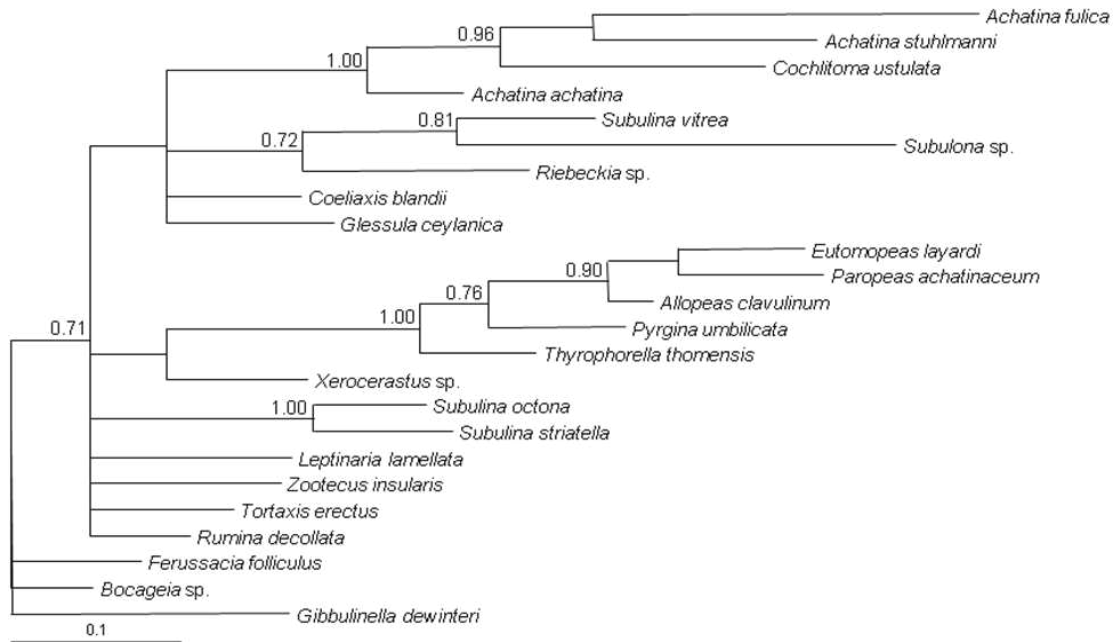 Achatina fulica
0.96
Achatina stuhlmanni
1.00
Cochlitoma ustulata
Achatina achatina
0.81
Subulina vitrea
0.72
Subulona sp.
Riebeckia sp.
Coeliaxis blandii
Glessula ceylanica
Eutomopeas layardi
0.90
Paropeas achatinaceum
0.76
Allopeas clavulinum
1.00
Pyrgina umbilicata
0.71
Thyrophorella thomensis
Xerocerastus sp.
1.00
Subulina octona
Subulina striatella
Leptinaria lamellata
Zootecus insularis
Tortaxis erectus
Rumina decollata
Ferussacia folliculus
Bocageia sp.
Gibbulinella dewinteri
0.1